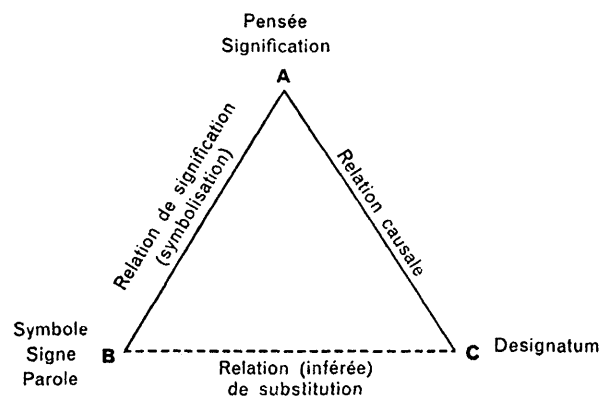 Pensée
Signification
A
Relation de signification
(symbolisation)
Relation causale
Symbole
Signe
Parole
B
C
Designatum
Relation (inférée)
de substitution